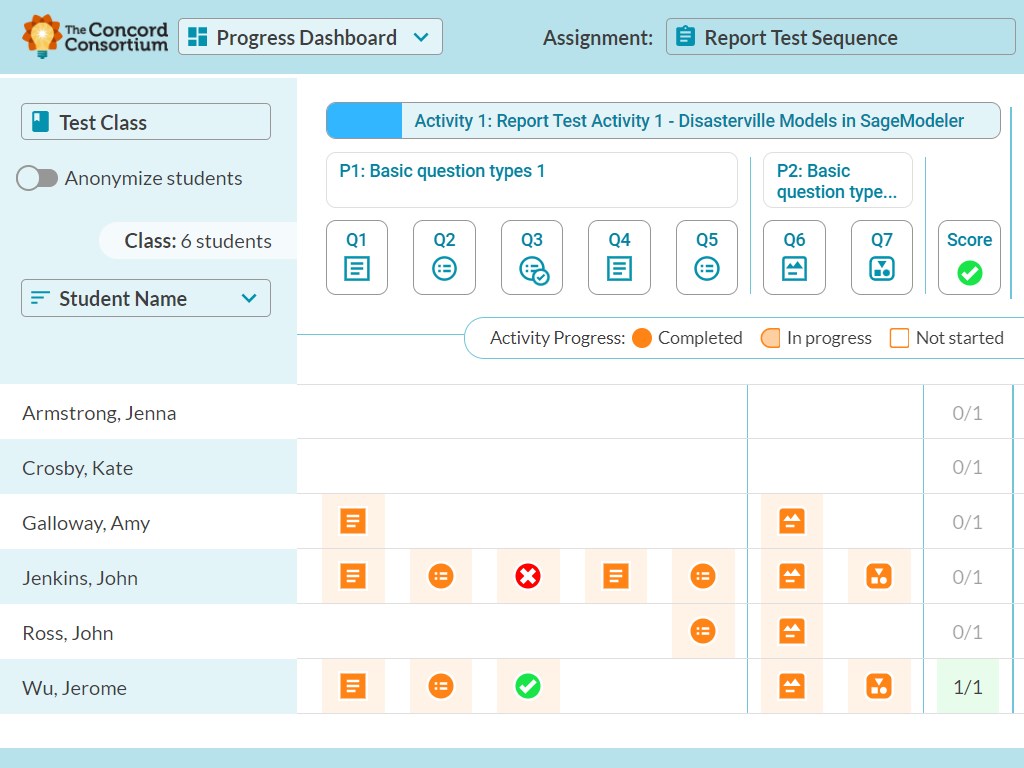 The Concord
Consortium
Progress Dashboard
Assignment:
Report Test Sequence
Test Class
Anonymize students
Class: 6 students
Student Name
Activity 1: Report Test Activity 1 - Disasterville Models in SageModeler
P1: Basic question types 1
P2: Basic
question type...
Q1
Q2
Q3
Q4
Q5
Q6
Q7
Score
Activity Progress:
Completed
In progress
Not started
Armstrong, Jenna
0/1
Crosby, Kate
0/1
Galloway, Amy
0/1
Jenkins, John
0/1
Ross, John
0/1
Wu, Jerome
1/1